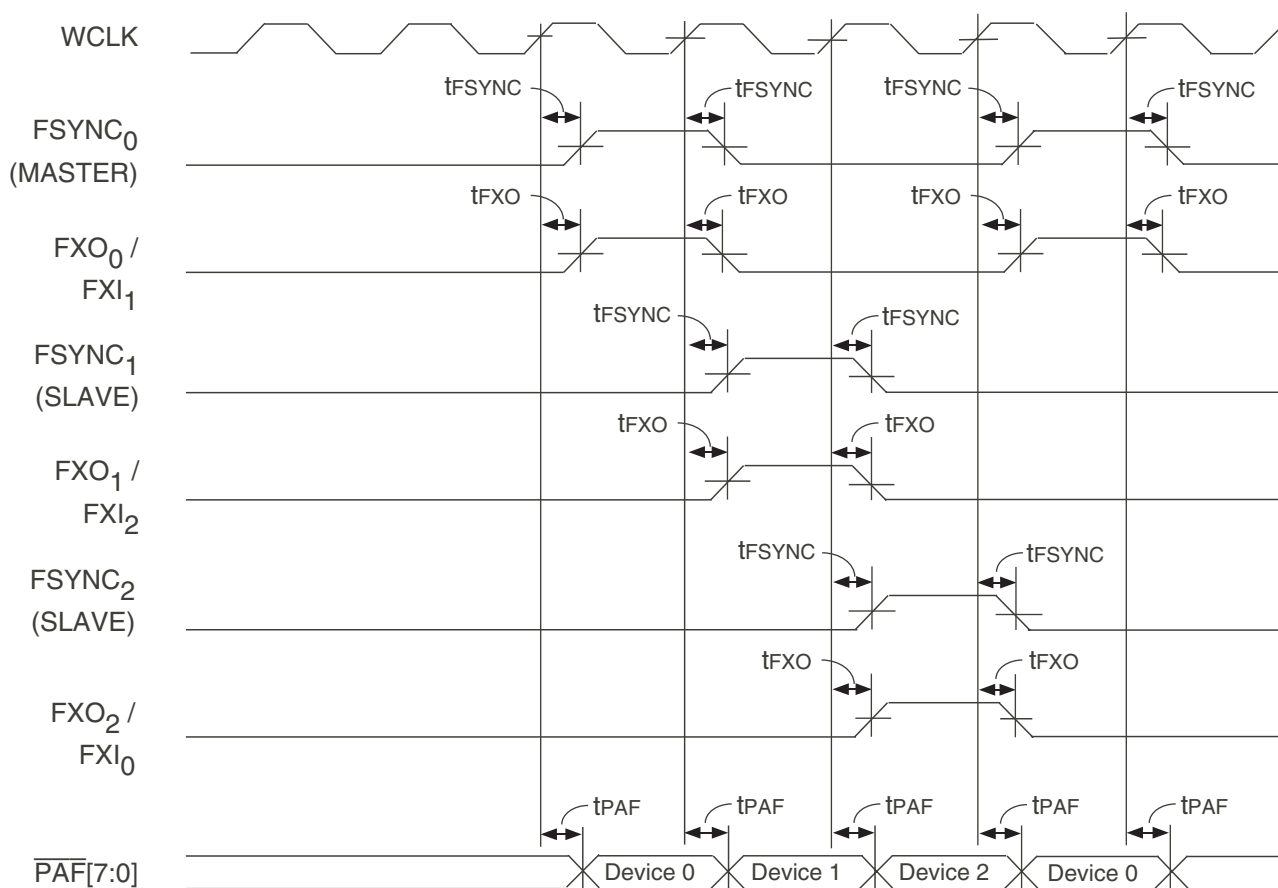 WCLK
tFSYNC tFSYNC tFSYNC tFSYNC
FSYNC0
(MASTER)
tFXO tFXO tFXO tFXO
FXO0 /
FXI1
tFSYNC tFSYNC
FSYNC1
(SLAVE)
tFXO tFXO
FXO1 /
FXI2
tFSYNC tFSYNC
FSYNC2
(SLAVE)
tFXO tFXO
FXO2 /
FXI0
tPAF tPAF tPAF tPAF tPAF
PAF[7:0] Device 0 Device 1 Device 2 Device 0